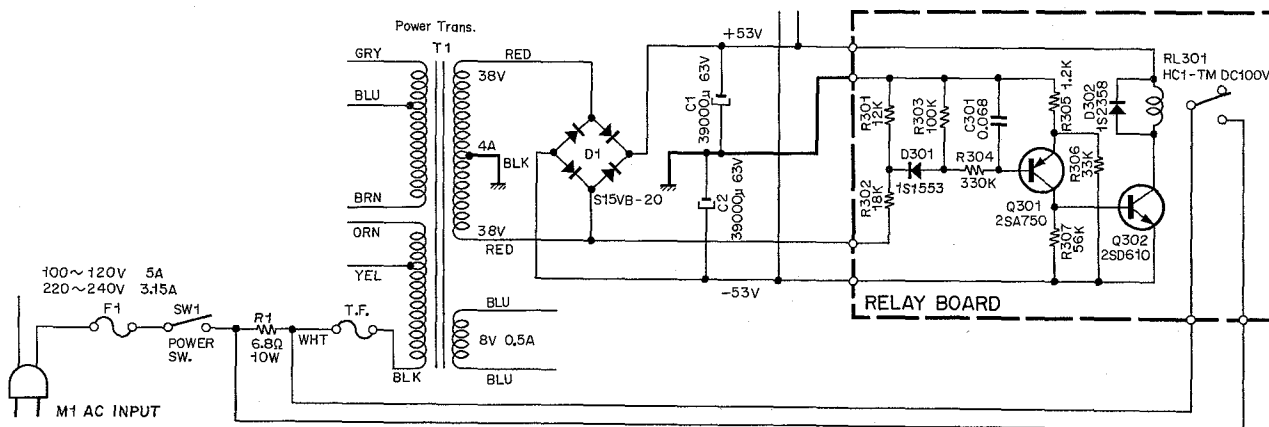 Power Trans.
T1
GRY
BLU
BRN
ORN
YEL
BLK
RED
38V
4A
BLK
38V
RED
BLU
8V 0.5A
BLU
D1
S15VB-20
+53V
C1
39000μ 63V
C2
39000μ 63V
-53V
R301
12K
R303
100K
C301
0.068
R305 1.2K
D302
1S2358
RL301
HC1-TM DC100V
D301
1S1553
R304
330K
R302
18K
R306
33K
Q301
2SA750
R307
56K
Q302
2SD610
RELAY BOARD
100~120V 5A
220~240V 3.15A
F1
SW1
POWER
SW.
R1
6.8Ω
10W
WHT
T.F.
M1 AC INPUT